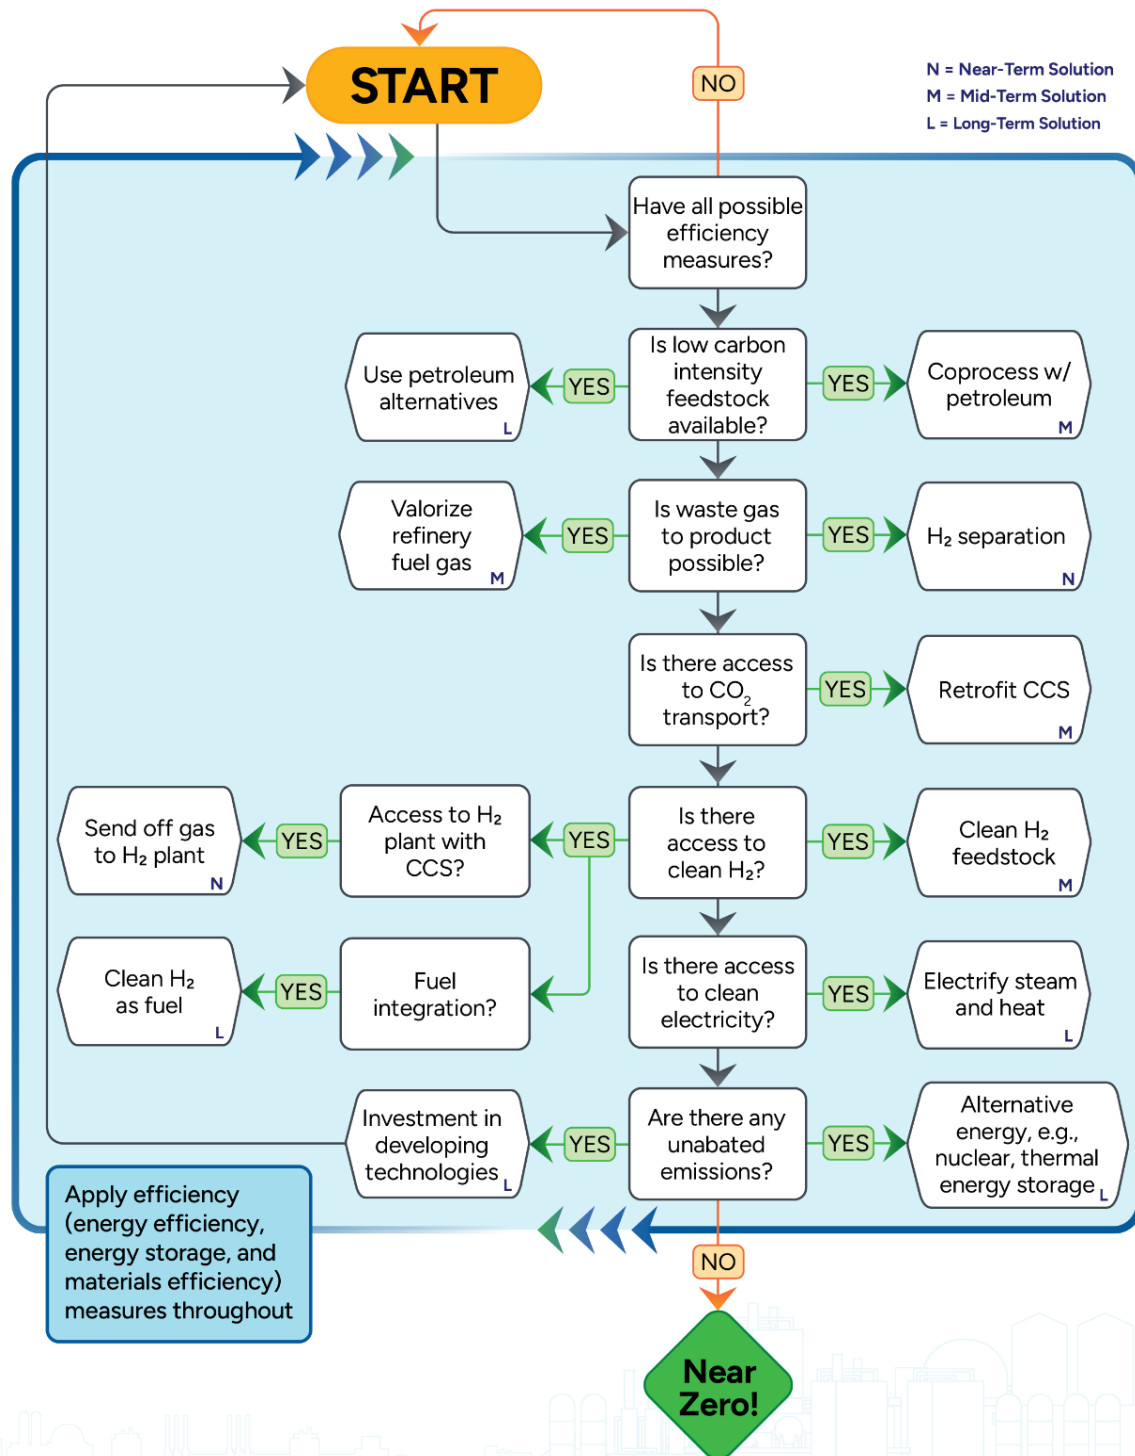 START
NO
N = Near-Term Solution
M = Mid-Term Solution
L = Long-Term Solution
Have all possible
efficiency
measures?
Use petroleum
alternatives
L
YES
Is low carbon
intensity
feedstock
available?
YES
Coprocess w/
petroleum
M
Valorize
refinery
fuel gas
M
YES
Is waste gas
to product
possible?
YES
H₂ separation
N
Is there access
to CO₂
transport?
YES
Retrofit CCS
M
Send off gas
to H₂ plant
N
YES
Access to H₂
plant with
CCS?
YES
Is there
access to
clean H₂?
YES
Clean H₂
feedstock
M
Clean H₂
as fuel
L
YES
Fuel
integration?
Is there access
to clean
electricity?
YES
Electrify steam
and heat
L
Investment in
developing
technologies
L
YES
Are there any
unabated
emissions?
YES
Alternative
energy, e.g.,
nuclear, thermal
energy storage
L
Apply efficiency
(energy efficiency,
energy storage, and
materials efficiency)
measures throughout
NO
Near
Zero!